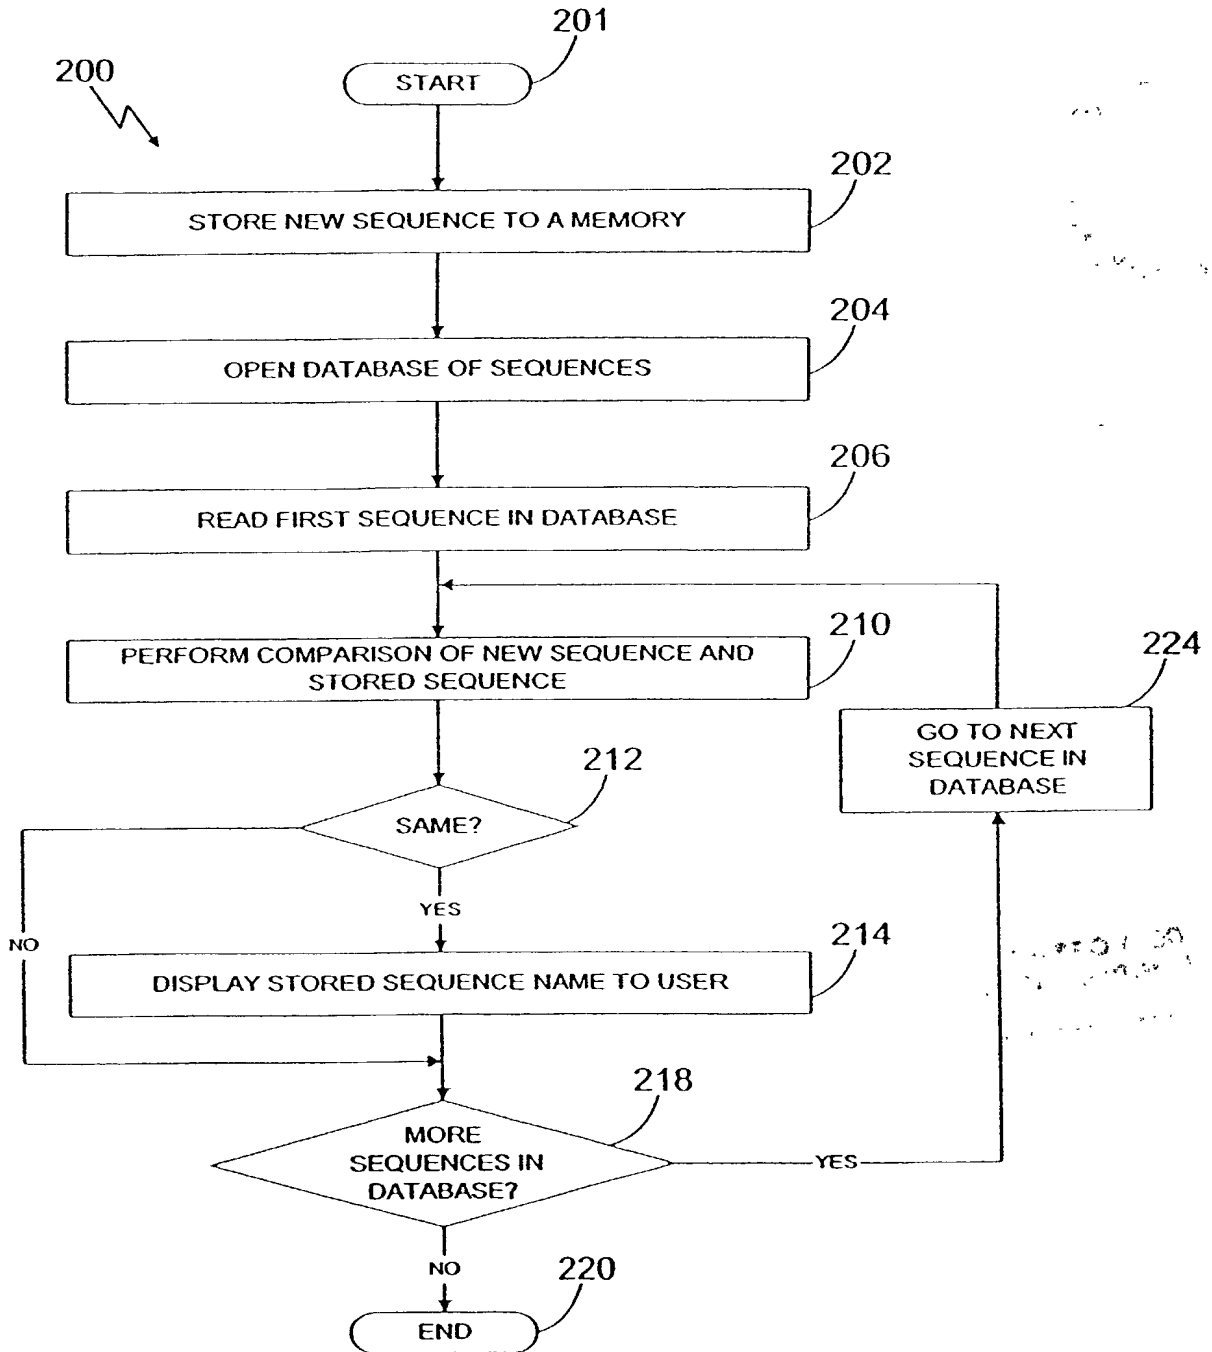 201
200
START
202
STORE NEW SEQUENCE TO A MEMORY
204
OPEN DATABASE OF SEQUENCES
206
READ FIRST SEQUENCE IN DATABASE
210
PERFORM COMPARISON OF NEW SEQUENCE AND
STORED SEQUENCE
224
GO TO NEXT
SEQUENCE IN
DATABASE
212
SAME?
YES
NO
214
DISPLAY STORED SEQUENCE NAME TO USER
218
MORE
SEQUENCES IN
DATABASE?
YES
NO
220
END